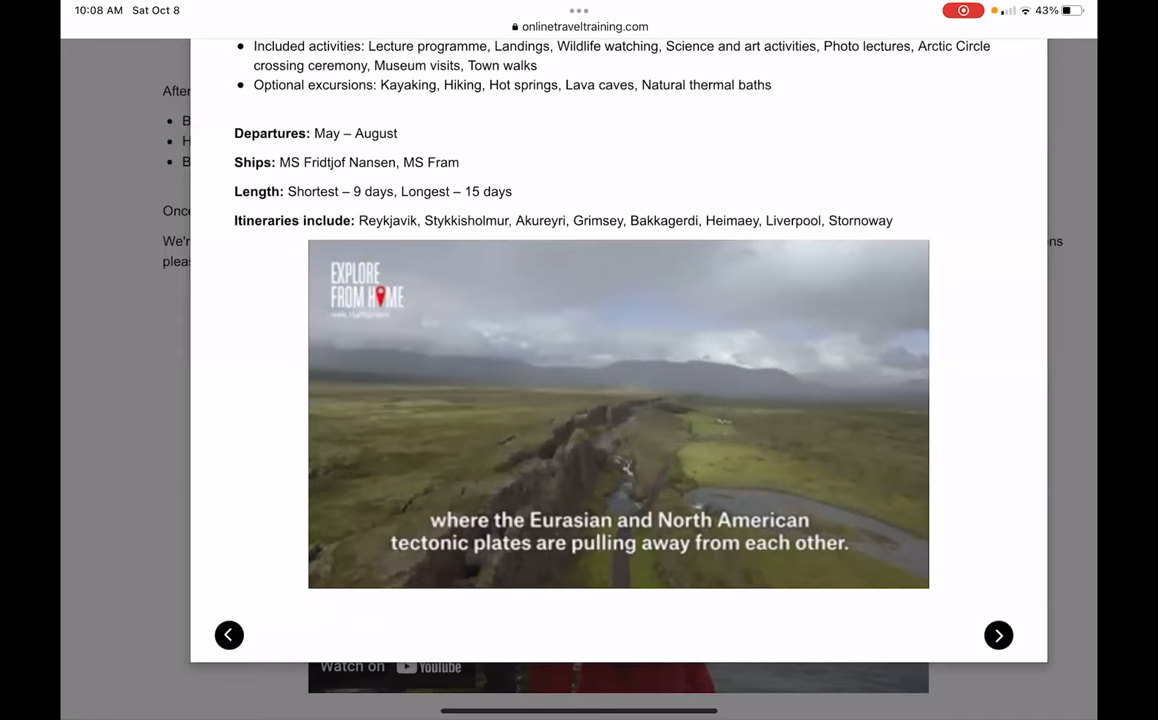 10:08 AM Sat Oct 8
43%
onlinetraveltraining.com
Included activities: Lecture programme, Landings, Wildlife watching, Science and art activities, Photo lectures, Arctic Circle
crossing ceremony, Museum visits, Town walks
Optional excursions: Kayaking, Hiking, Hot springs, Lava caves, Natural thermal baths
Departures: May – August
Ships: MS Fridtjof Nansen, MS Fram
Length: Shortest – 9 days, Longest – 15 days
Itineraries include: Reykjavik, Stykkisholmur, Akureyri, Grimsey, Bakkagerdi, Heimaey, Liverpool, Stornoway
EXPLORE
FROM HOME
where the Eurasian and North American
tectonic plates are pulling away from each other.
Watch on YouTube